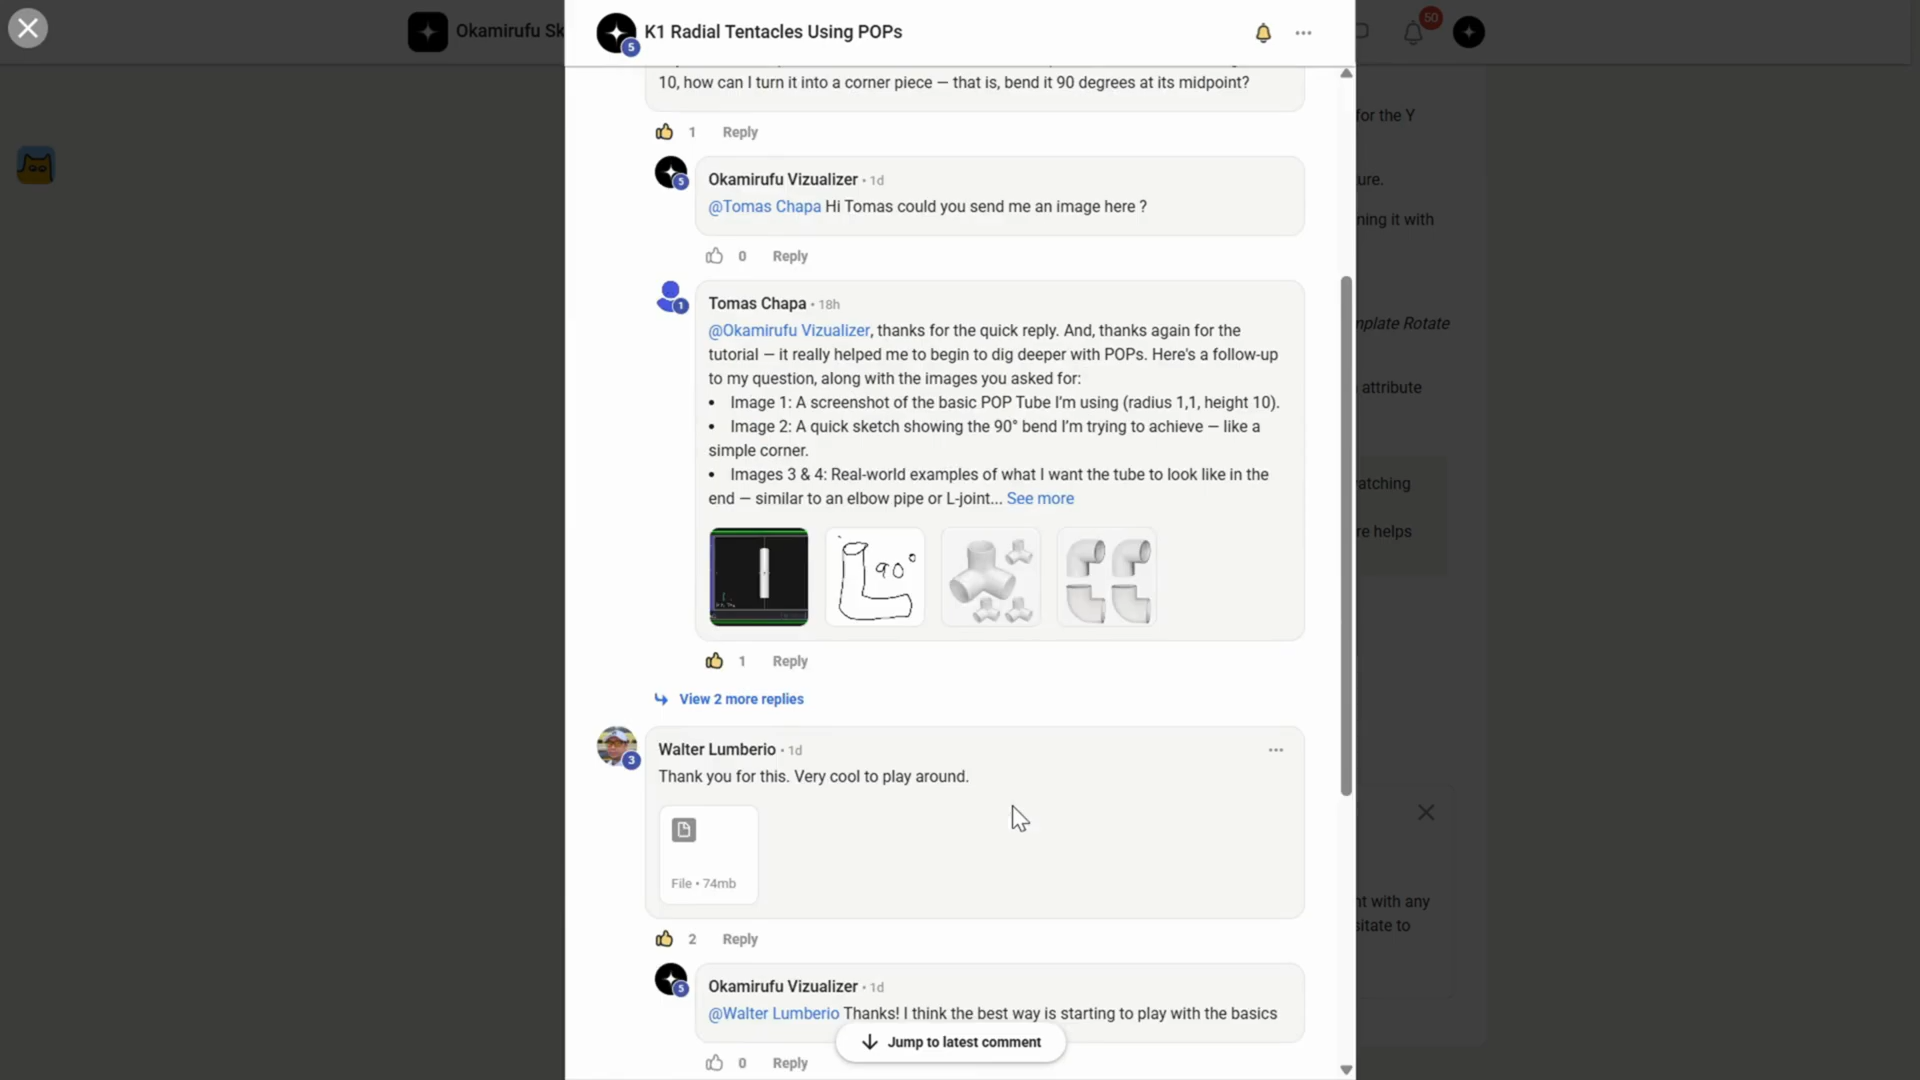 Okamirufu Sk
K1 Radial Tentacles Using POPs
5
50
10, how can I turn it into a corner piece — that is, bend it 90 degrees at its midpoint?
for the Y
1 Reply
5
Okamirufu Vizualizer • 1d
@Tomas Chapa Hi Tomas could you send me an image here ?
ure.
ning it with
0 Reply
1
Tomas Chapa • 18h
@Okamirufu Vizualizer, thanks for the quick reply. And, thanks again for the
mplate Rotate
tutorial — it really helped me to begin to dig deeper with POPs. Here's a follow-up
to my question, along with the images you asked for:
attribute
• Image 1: A screenshot of the basic POP Tube I'm using (radius 1,1, height 10).
• Image 2: A quick sketch showing the 90° bend I'm trying to achieve — like a
simple corner.
• Images 3 & 4: Real-world examples of what I want the tube to look like in the
atching
end — similar to an elbow pipe or L-joint... See more
re helps
90°
1 Reply
View 2 more replies
3
Walter Lumberio • 1d
Thank you for this. Very cool to play around.
File • 74mb
nt with any
sitate to
2 Reply
5
Okamirufu Vizualizer • 1d
@Walter Lumberio Thanks! I think the best way is starting to play with the basics
Jump to latest comment
0 Reply